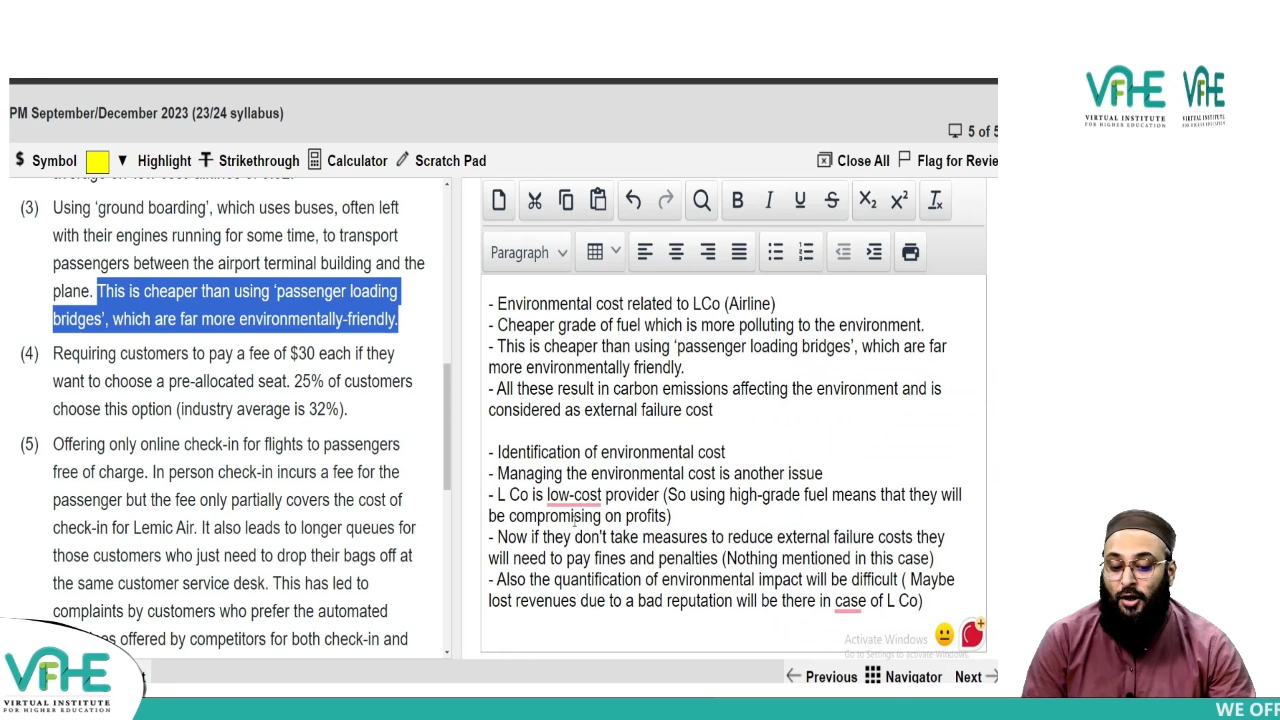 VIRTUAL INSTITUTE
FOR HIGHER EDUCATION
VIRTUAL INSTITUTE
FOR HIGHER EDUCATION
PM September/December 2023 (23/24 syllabus)
5 of 5
$ Symbol ▼ Highlight Strikethrough Calculator Scratch Pad
Close All Flag for Revie
(3) Using ‘ground boarding’, which uses buses, often left
with their engines running for some time, to transport
passengers between the airport terminal building and the
plane. This is cheaper than using ‘passenger loading
bridges’, which are far more environmentally-friendly.
(4) Requiring customers to pay a fee of $30 each if they
want to choose a pre-allocated seat. 25% of customers
choose this option (industry average is 32%).
(5) Offering only online check-in for flights to passengers
free of charge. In person check-in incurs a fee for the
passenger but the fee only partially covers the cost of
check-in for Lemic Air. It also leads to longer queues for
those customers who just need to drop their bags off at
the same customer service desk. This has led to
complaints by customers who prefer the automated
offered by competitors for both check-in and
B I U S X₂ X² Ix
Paragraph
- Environmental cost related to LCo (Airline)
- Cheaper grade of fuel which is more polluting to the environment.
- This is cheaper than using ‘passenger loading bridges’, which are far
more environmentally friendly.
- All these result in carbon emissions affecting the environment and is
considered as external failure cost
- Identification of environmental cost
- Managing the environmental cost is another issue
- L Co is low-cost provider (So using high-grade fuel means that they will
be compromising on profits)
- Now if they don't take measures to reduce external failure costs they
will need to pay fines and penalties (Nothing mentioned in this case)
- Also the quantification of environmental impact will be difficult ( Maybe
lost revenues due to a bad reputation will be there in case of L Co)
Activate Windows
Go to Settings to activate Windows.
Previous Navigator Next
VIRTUAL INSTITUTE
FOR HIGHER EDUCATION
WE OFF